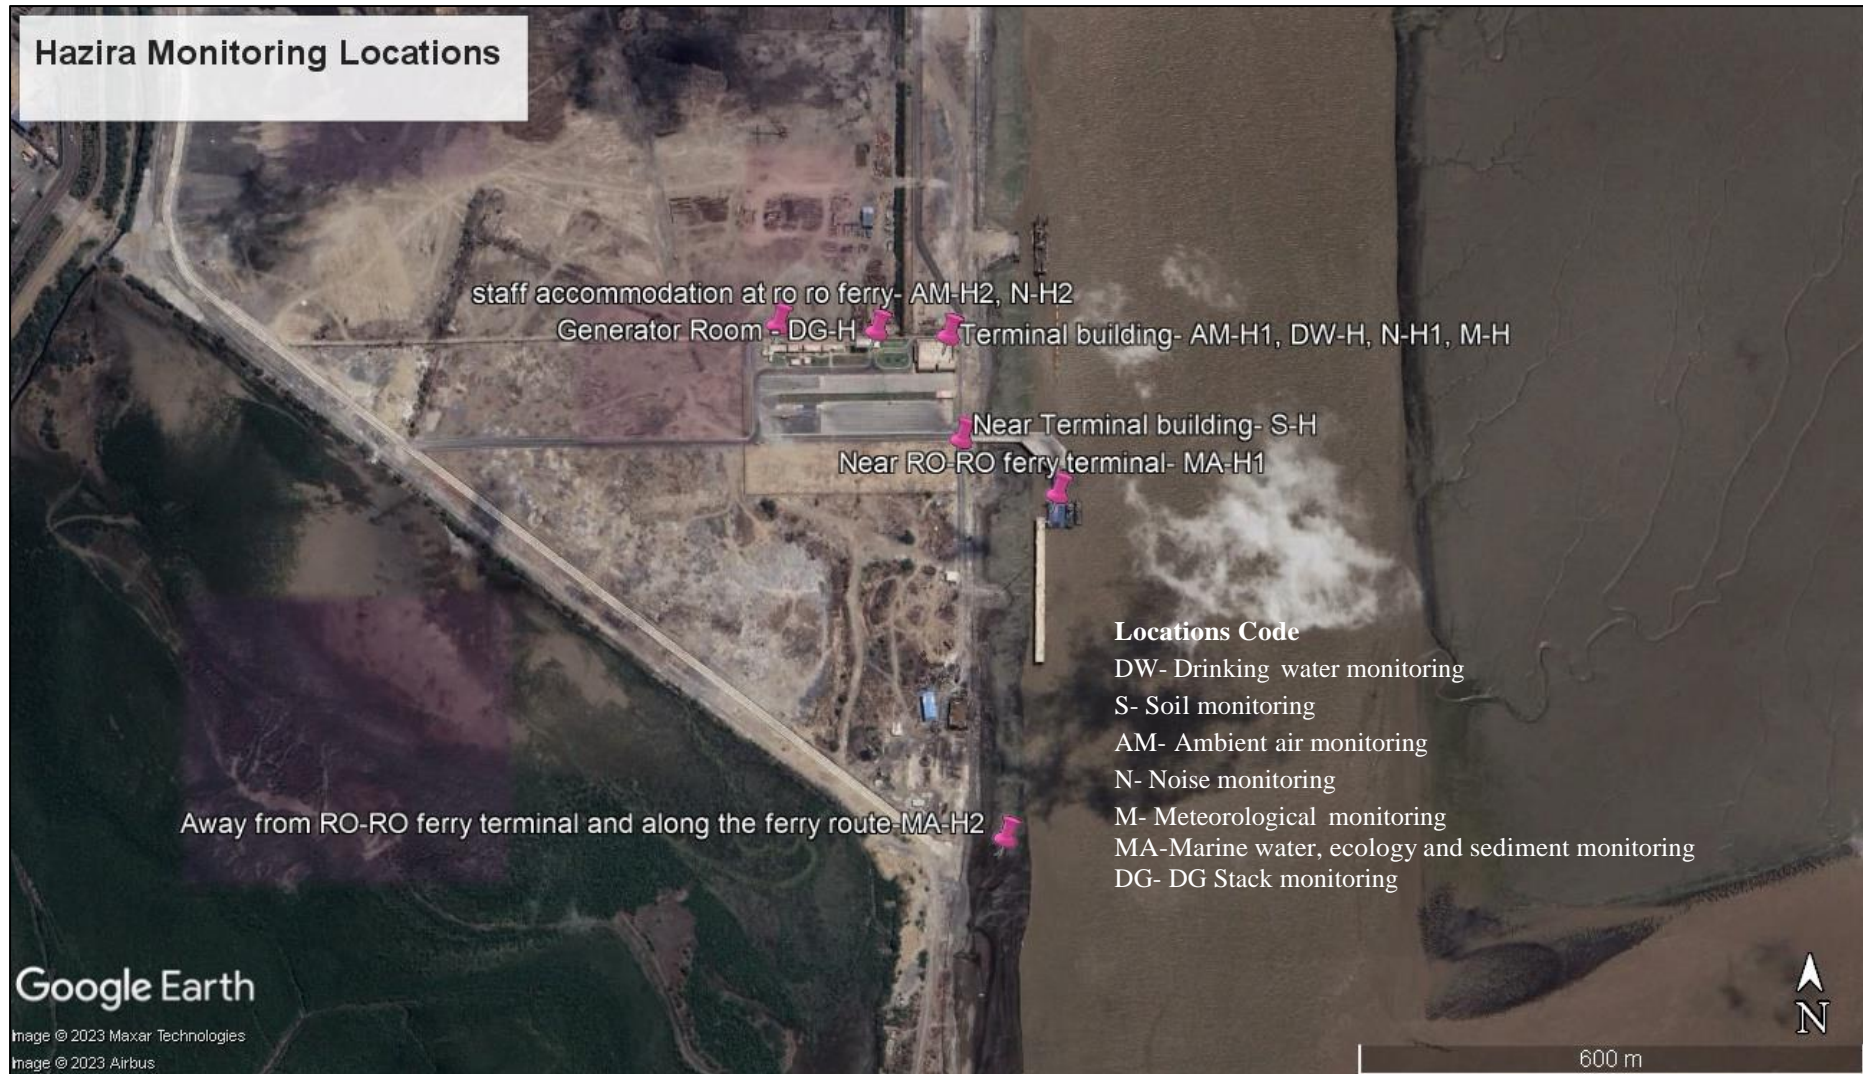 Hazira Monitoring Locations
staff accommodation at ro ro ferry- AM-H2, N-H2
Generator Room - DG-H
Terminal building- AM-H1, DW-H, N-H1, M-H
Near Terminal building- S-H
Near RO-RO ferry terminal- MA-H1
Locations Code
DW- Drinking water monitoring
S- Soil monitoring
AM- Ambient air monitoring
N- Noise monitoring
M- Meteorological monitoring
MA-Marine water, ecology and sediment monitoring
DG- DG Stack monitoring
Away from RO-RO ferry terminal and along the ferry route-MA-H2
Google Earth
Image © 2023 Maxar Technologies
Image © 2023 Airbus
N
600 m